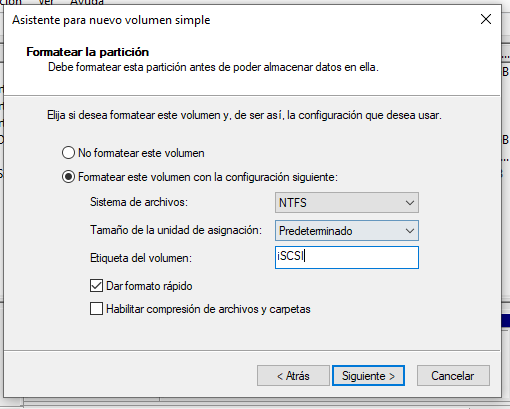 ción Ver Ayuda
Asistente para nuevo volumen simple
Formatear la partición
Debe formatear esta partición antes de poder almacenar datos en ella.
Elija si desea formatear este volumen y, de ser así, la configuración que desea usar.
No formatear este volumen
Formatear este volumen con la configuración siguiente:
Sistema de archivos: NTFS
Tamaño de la unidad de asignación: Predeterminado
Etiqueta del volumen: iSCSI
Dar formato rápido
Habilitar compresión de archivos y carpetas
< Atrás Siguiente > Cancelar